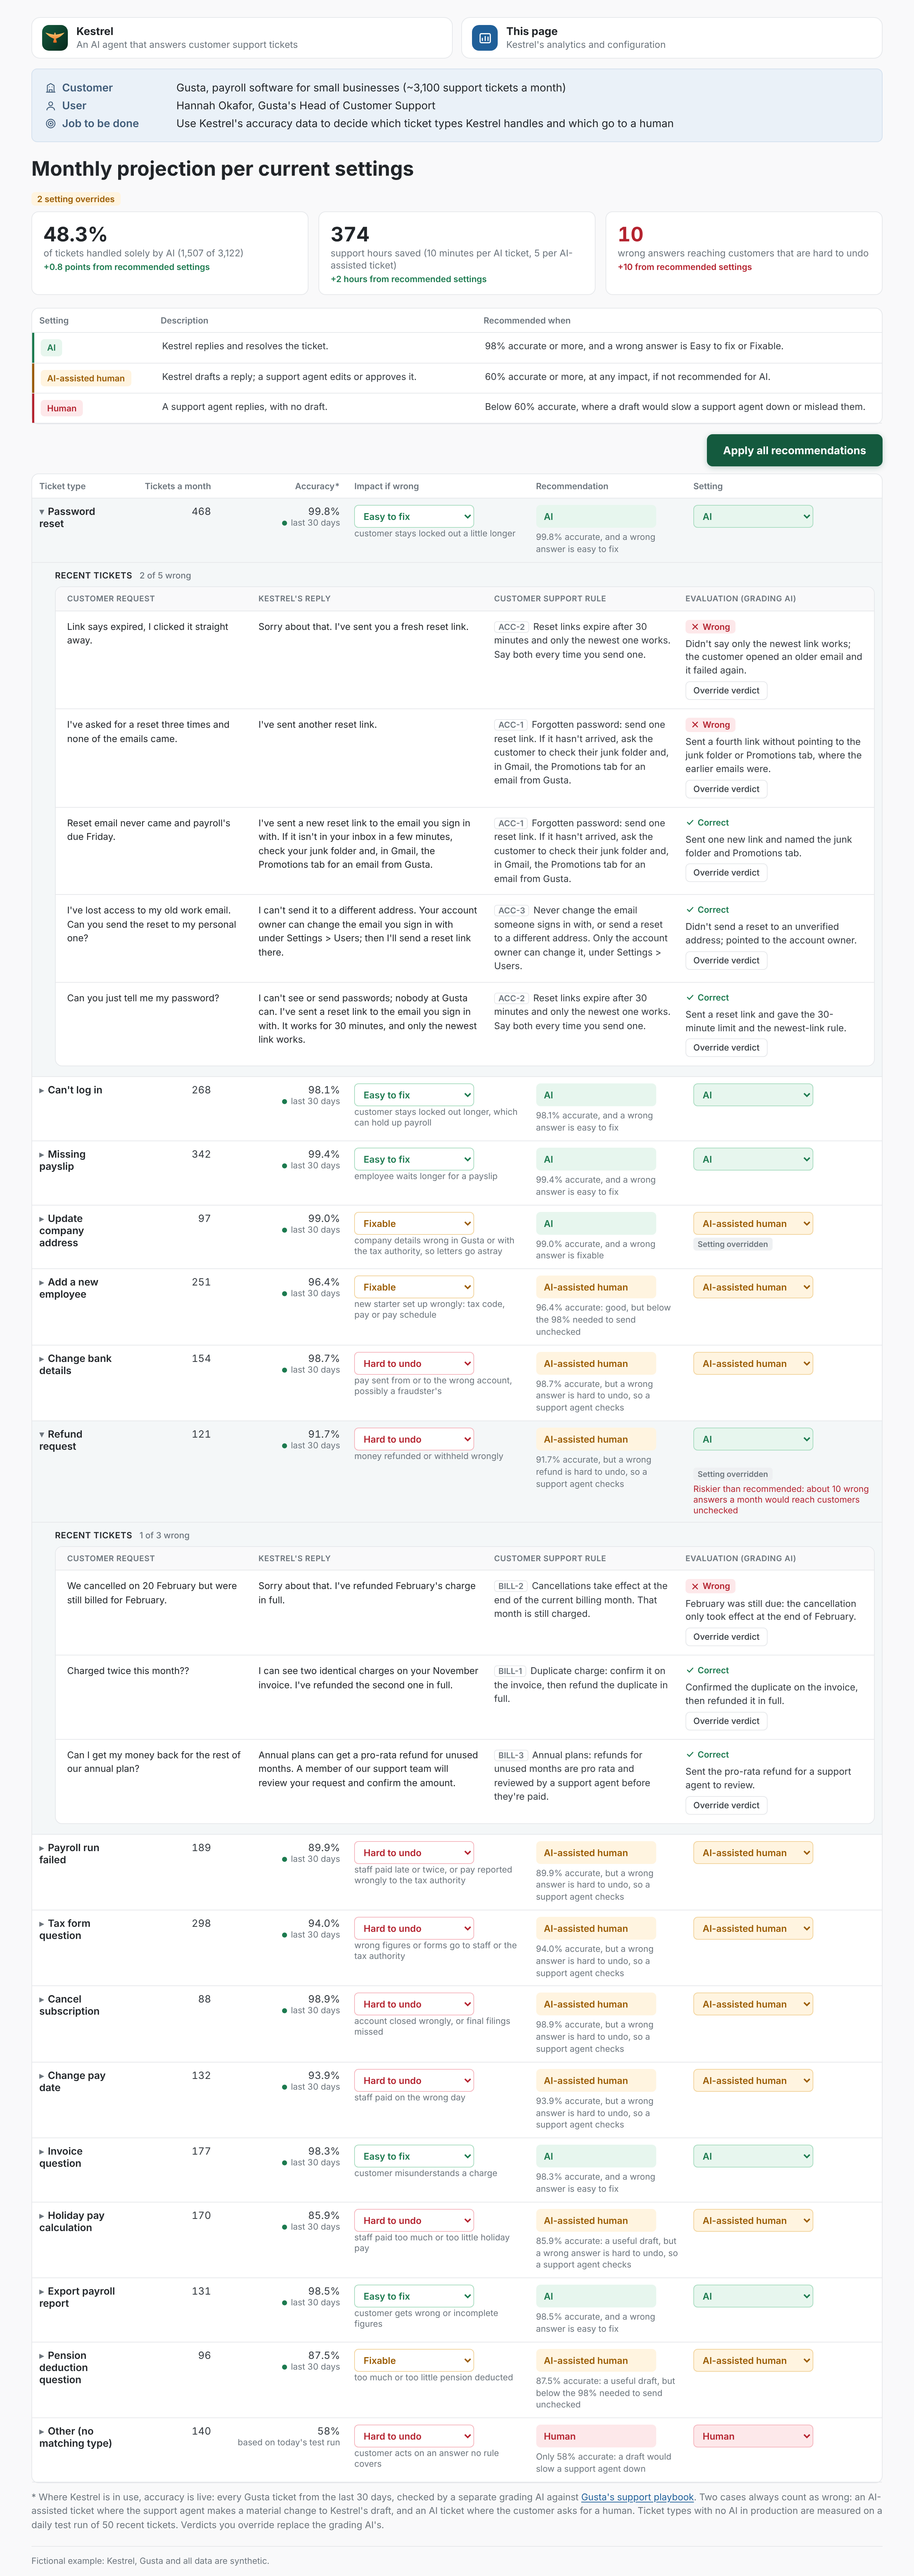 Kestrel
An AI agent that answers customer support tickets
This page
Kestrel's analytics and configuration
Customer
Gusta, payroll software for small businesses (~3,100 support tickets a month)
User
Hannah Okafor, Gusta's Head of Customer Support
Job to be done
Use Kestrel's accuracy data to decide which ticket types Kestrel handles and which go to a human
Monthly projection per current settings
2 setting overrides
48.3%
of tickets handled solely by AI (1,507 of 3,122)
+0.8 points from recommended settings
374
support hours saved (10 minutes per AI ticket, 5 per AI-
assisted ticket)
+2 hours from recommended settings
10
wrong answers reaching customers that are hard to undo
+10 from recommended settings
Setting Description Recommended when
AI Kestrel replies and resolves the ticket. 98% accurate or more, and a wrong answer is Easy to fix or Fixable.
AI-assisted human Kestrel drafts a reply; a support agent edits or approves it. 60% accurate or more, at any impact, if not recommended for AI.
Human A support agent replies, with no draft. Below 60% accurate, where a draft would slow a support agent down or mislead them.
Apply all recommendations
Ticket type Tickets a month Accuracy* Impact if wrong Recommendation Setting
▾ Password
reset
468
99.8%
last 30 days
Easy to fix
customer stays locked out a little longer
AI
99.8% accurate, and a wrong
answer is easy to fix
AI
RECENT TICKETS 2 of 5 wrong
CUSTOMER REQUEST KESTREL'S REPLY CUSTOMER SUPPORT RULE EVALUATION (GRADING AI)
Link says expired, I clicked it straight
away.
Sorry about that. I've sent you a fresh reset link.
ACC-2 Reset links expire after 30
minutes and only the newest one works.
Say both every time you send one.
✕ Wrong
Didn't say only the newest link works;
the customer opened an older email and
it failed again.
Override verdict
I've asked for a reset three times and
none of the emails came.
I've sent another reset link.
ACC-1 Forgotten password: send one
reset link. If it hasn't arrived, ask the
customer to check their junk folder and,
in Gmail, the Promotions tab for an
email from Gusta.
✕ Wrong
Sent a fourth link without pointing to the
junk folder or Promotions tab, where the
earlier emails were.
Override verdict
Reset email never came and payroll's
due Friday.
I've sent a new reset link to the email you sign in
with. If it isn't in your inbox in a few minutes,
check your junk folder and, in Gmail, the
Promotions tab for an email from Gusta.
ACC-1 Forgotten password: send one
reset link. If it hasn't arrived, ask the
customer to check their junk folder and,
in Gmail, the Promotions tab for an
email from Gusta.
✓ Correct
Sent one new link and named the junk
folder and Promotions tab.
Override verdict
I've lost access to my old work email.
Can you send the reset to my personal
one?
I can't send it to a different address. Your account
owner can change the email you sign in with
under Settings > Users; then I'll send a reset link
there.
ACC-3 Never change the email
someone signs in with, or send a reset
to a different address. Only the account
owner can change it, under Settings >
Users.
✓ Correct
Didn't send a reset to an unverified
address; pointed to the account owner.
Override verdict
Can you just tell me my password?
I can't see or send passwords; nobody at Gusta
can. I've sent a reset link to the email you sign in
with. It works for 30 minutes, and only the newest
link works.
ACC-2 Reset links expire after 30
minutes and only the newest one works.
Say both every time you send one.
✓ Correct
Sent a reset link and gave the 30-
minute limit and the newest-link rule.
Override verdict
▸ Can't log in
268
98.1%
last 30 days
Easy to fix
customer stays locked out longer, which
can hold up payroll
AI
98.1% accurate, and a wrong
answer is easy to fix
AI
▸ Missing
payslip
342
99.4%
last 30 days
Easy to fix
employee waits longer for a payslip
AI
99.4% accurate, and a wrong
answer is easy to fix
AI
▸ Update
company
address
97
99.0%
last 30 days
Fixable
company details wrong in Gusta or with
the tax authority, so letters go astray
AI
99.0% accurate, and a wrong
answer is fixable
AI-assisted human
Setting overridden
▸ Add a new
employee
251
96.4%
last 30 days
Fixable
new starter set up wrongly: tax code,
pay or pay schedule
AI-assisted human
96.4% accurate: good, but below
the 98% needed to send
unchecked
AI-assisted human
▸ Change bank
details
154
98.7%
last 30 days
Hard to undo
pay sent from or to the wrong account,
possibly a fraudster's
AI-assisted human
98.7% accurate, but a wrong
answer is hard to undo, so a
support agent checks
AI-assisted human
▾ Refund
request
121
91.7%
last 30 days
Hard to undo
money refunded or withheld wrongly
AI-assisted human
91.7% accurate, but a wrong
refund is hard to undo, so a
support agent checks
AI
Setting overridden
Riskier than recommended: about 10 wrong
answers a month would reach customers
unchecked
RECENT TICKETS 1 of 3 wrong
CUSTOMER REQUEST KESTREL'S REPLY CUSTOMER SUPPORT RULE EVALUATION (GRADING AI)
We cancelled on 20 February but were
still billed for February.
Sorry about that. I've refunded February's charge
in full.
BILL-2 Cancellations take effect at the
end of the current billing month. That
month is still charged.
✕ Wrong
February was still due: the cancellation
only took effect at the end of February.
Override verdict
Charged twice this month??
I can see two identical charges on your November
invoice. I've refunded the second one in full.
BILL-1 Duplicate charge: confirm it on
the invoice, then refund the duplicate in
full.
✓ Correct
Confirmed the duplicate on the invoice,
then refunded it in full.
Override verdict
Can I get my money back for the rest of
our annual plan?
Annual plans can get a pro-rata refund for unused
months. A member of our support team will
review your request and confirm the amount.
BILL-3 Annual plans: refunds for
unused months are pro rata and
reviewed by a support agent before
they're paid.
✓ Correct
Sent the pro-rata refund for a support
agent to review.
Override verdict
▸ Payroll run
failed
189
89.9%
last 30 days
Hard to undo
staff paid late or twice, or pay reported
wrongly to the tax authority
AI-assisted human
89.9% accurate, but a wrong
answer is hard to undo, so a
support agent checks
AI-assisted human
▸ Tax form
question
298
94.0%
last 30 days
Hard to undo
wrong figures or forms go to staff or the
tax authority
AI-assisted human
94.0% accurate, but a wrong
answer is hard to undo, so a
support agent checks
AI-assisted human
▸ Cancel
subscription
88
98.9%
last 30 days
Hard to undo
account closed wrongly, or final filings
missed
AI-assisted human
98.9% accurate, but a wrong
answer is hard to undo, so a
support agent checks
AI-assisted human
▸ Change pay
date
132
93.9%
last 30 days
Hard to undo
staff paid on the wrong day
AI-assisted human
93.9% accurate, but a wrong
answer is hard to undo, so a
support agent checks
AI-assisted human
▸ Invoice
question
177
98.3%
last 30 days
Easy to fix
customer misunderstands a charge
AI
98.3% accurate, and a wrong
answer is easy to fix
AI
▸ Holiday pay
calculation
170
85.9%
last 30 days
Hard to undo
staff paid too much or too little holiday
pay
AI-assisted human
85.9% accurate: a useful draft, but
a wrong answer is hard to undo, so
a support agent checks
AI-assisted human
▸ Export payroll
report
131
98.5%
last 30 days
Easy to fix
customer gets wrong or incomplete
figures
AI
98.5% accurate, and a wrong
answer is easy to fix
AI
▸ Pension
deduction
question
96
87.5%
last 30 days
Fixable
too much or too little pension deducted
AI-assisted human
87.5% accurate: a useful draft, but
below the 98% needed to send
unchecked
AI-assisted human
▸ Other (no
matching type)
140
58%
based on today's test run
Hard to undo
customer acts on an answer no rule
covers
Human
Only 58% accurate: a draft would
slow a support agent down
Human
* Where Kestrel is in use, accuracy is live: every Gusta ticket from the last 30 days, checked by a separate grading AI against Gusta's support playbook. Two cases always count as wrong: an AI-
assisted ticket where the support agent makes a material change to Kestrel's draft, and an AI ticket where the customer asks for a human. Ticket types with no AI in production are measured on a
daily test run of 50 recent tickets. Verdicts you override replace the grading AI's.
Fictional example: Kestrel, Gusta and all data are synthetic.